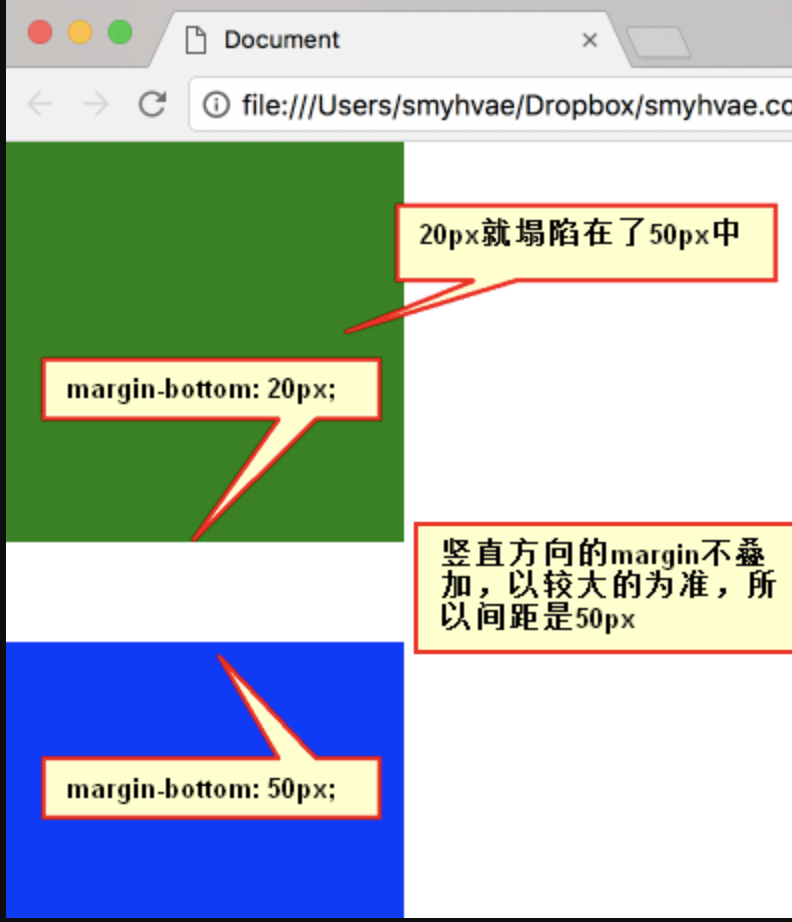 Document
file:///Users/smyhvae/Dropbox/smyhvae.co
20px就塌陷在了50px中
margin-bottom: 20px;
竖直方向的margin不叠
加，以较大的为准，所
以间距是50px
margin-bottom: 50px;